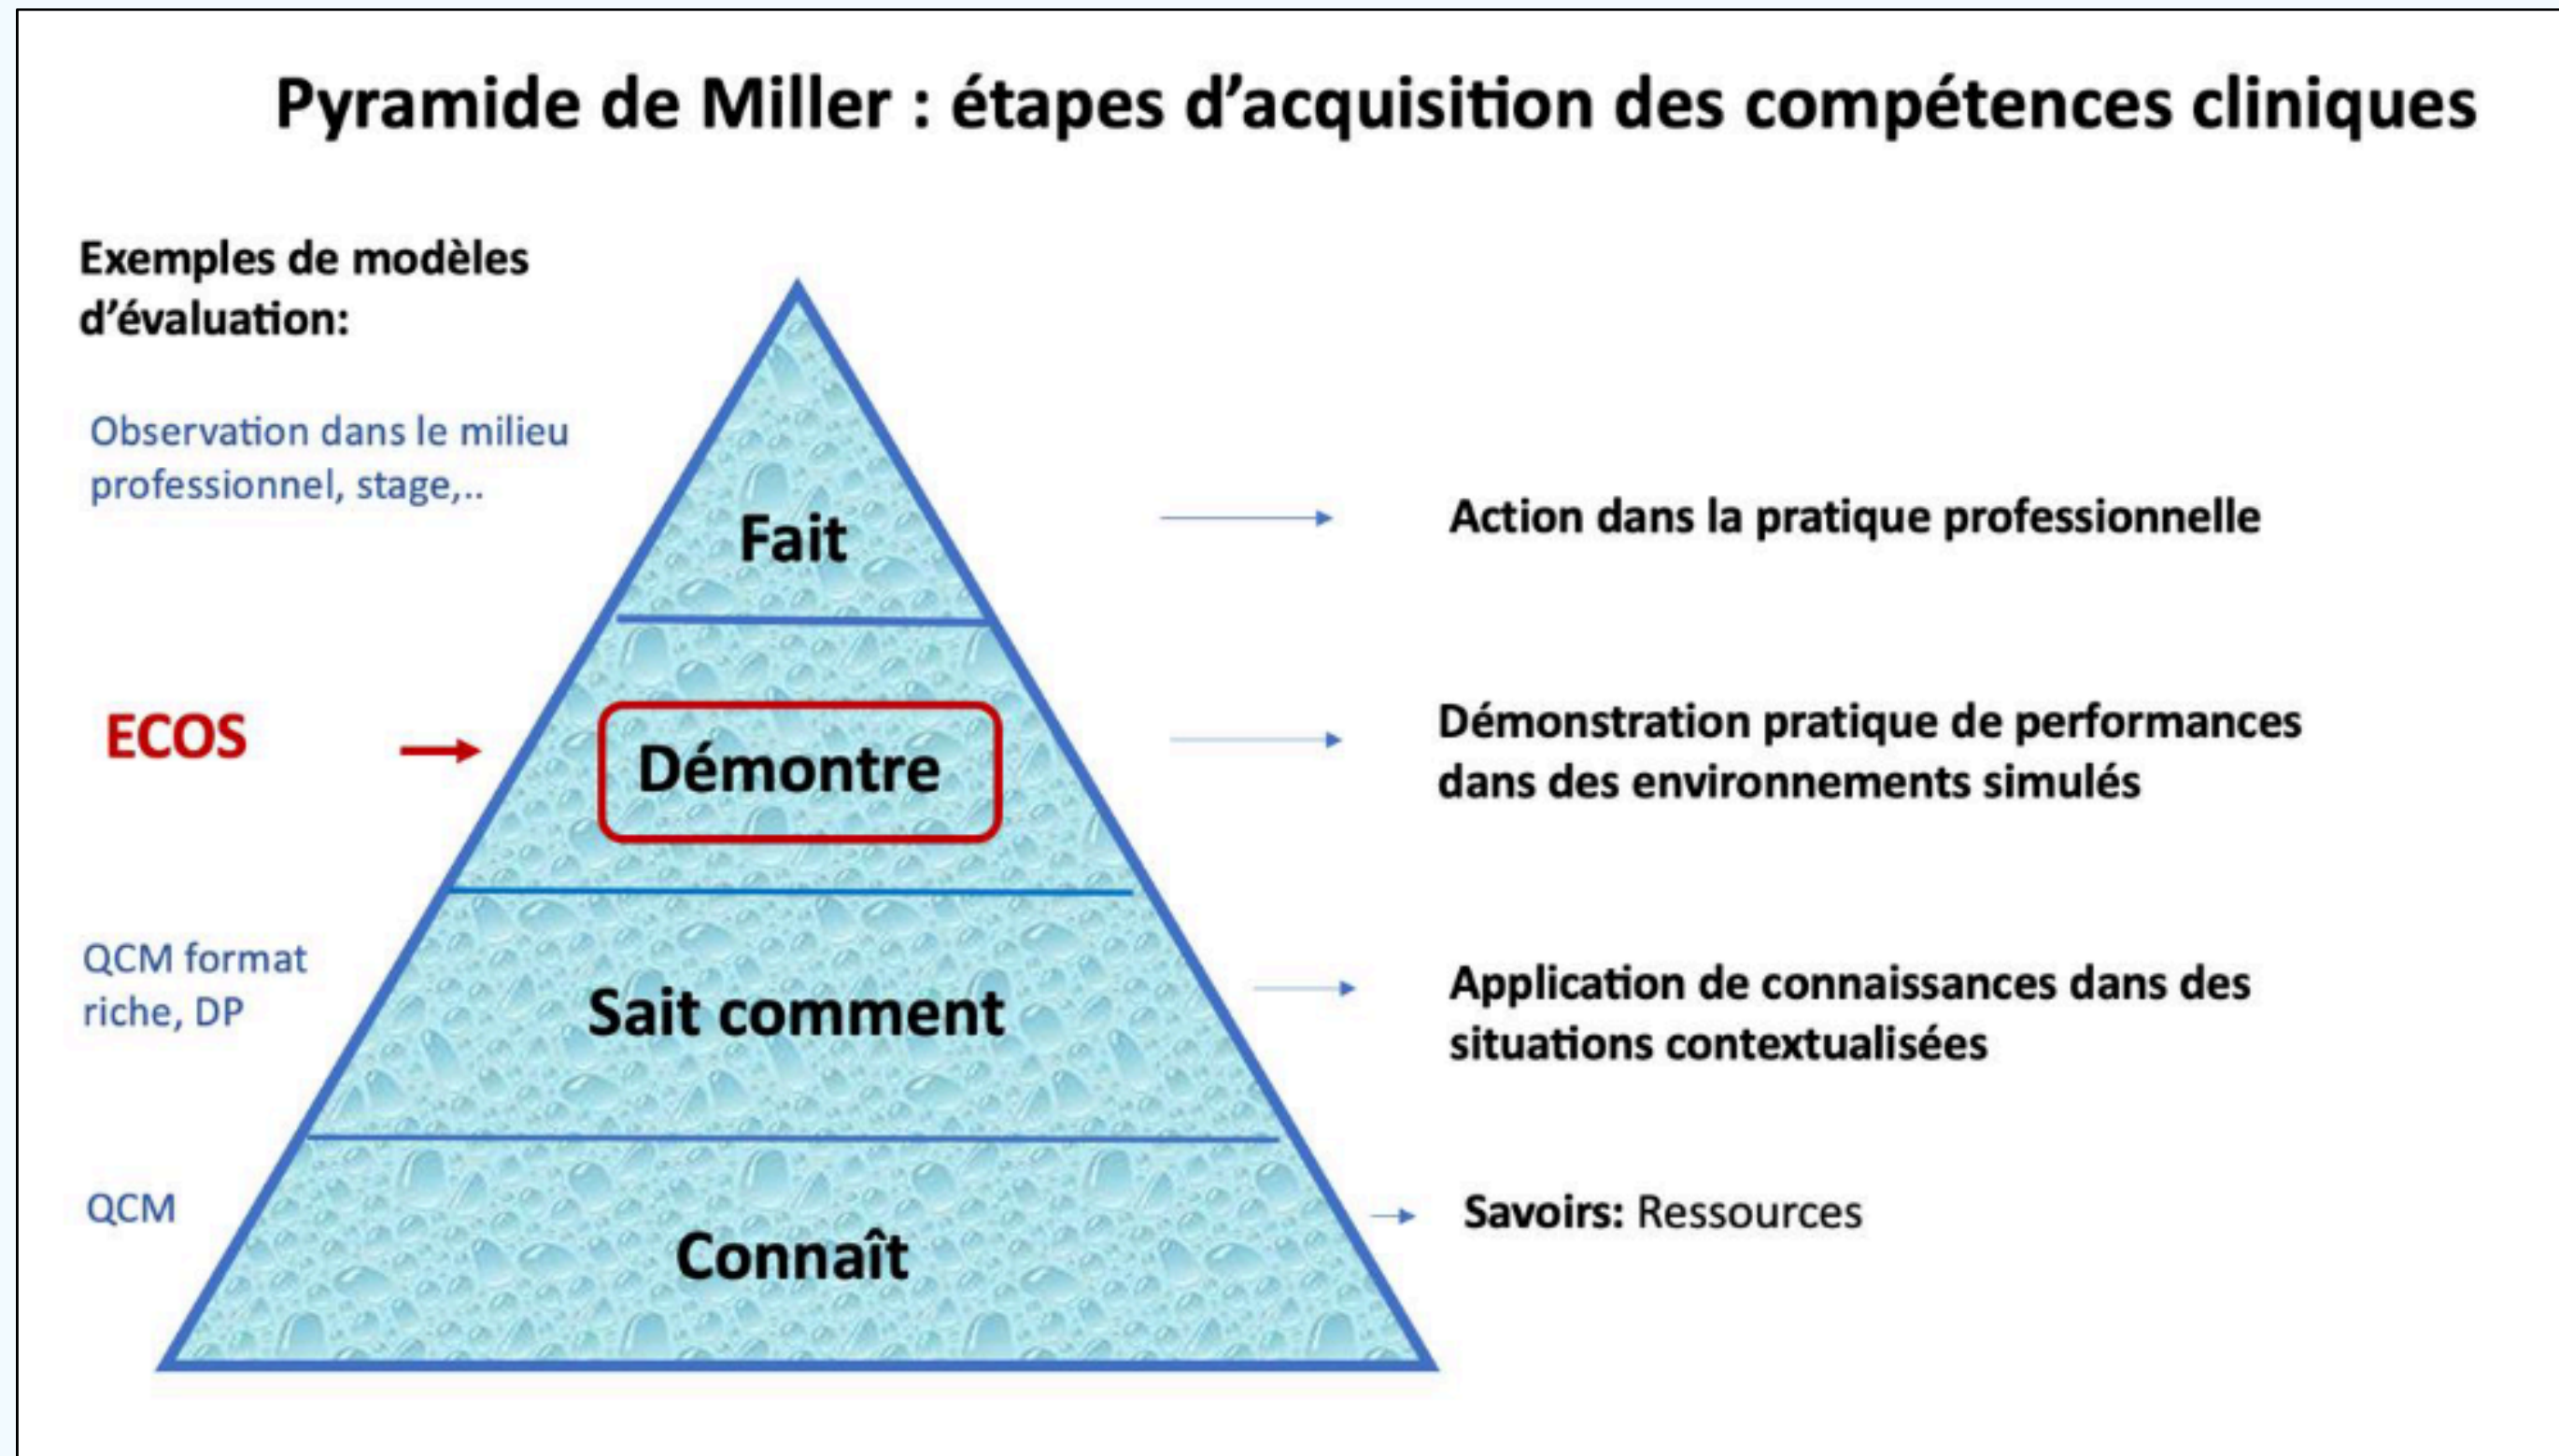 Pyramide de Miller : étapes d’acquisition des compétences cliniques
Exemples de modèles
d’évaluation:
Observation dans le milieu
professionnel, stage,..
Fait
Action dans la pratique professionnelle
ECOS
Démontre
Démonstration pratique de performances
dans des environnements simulés
QCM format
riche, DP
Sait comment
Application de connaissances dans des
situations contextualisées
QCM
Connaît
Savoirs: Ressources